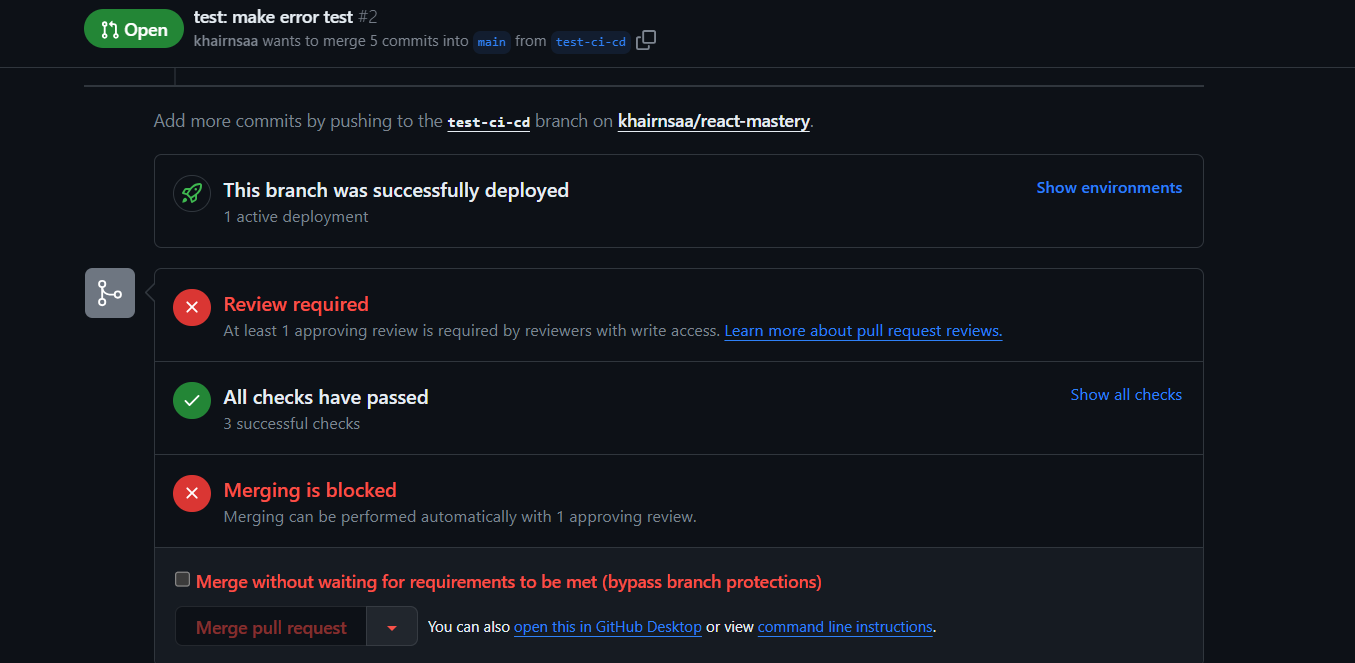 Open
test: make error test #2
khairnsaa wants to merge 5 commits into main from test-ci-cd
Add more commits by pushing to the test-ci-cd branch on khairnsaa/react-mastery.
This branch was successfully deployed
Show environments
1 active deployment
Review required
At least 1 approving review is required by reviewers with write access. Learn more about pull request reviews.
All checks have passed
Show all checks
3 successful checks
Merging is blocked
Merging can be performed automatically with 1 approving review.
Merge without waiting for requirements to be met (bypass branch protections)
Merge pull request
You can also open this in GitHub Desktop or view command line instructions.